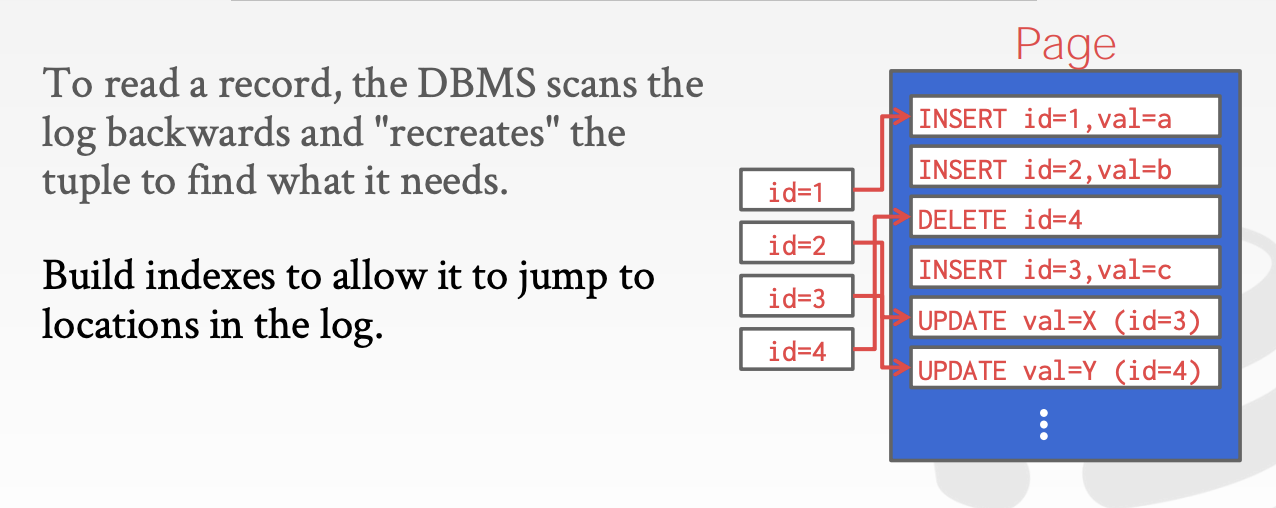 Page
To read a record, the DBMS scans the
log backwards and "recreates" the
tuple to find what it needs.
Build indexes to allow it to jump to
locations in the log.
id=1
id=2
id=3
id=4
INSERT id=1,val=a
INSERT id=2,val=b
DELETE id=4
INSERT id=3,val=c
UPDATE val=X (id=3)
UPDATE val=Y (id=4)